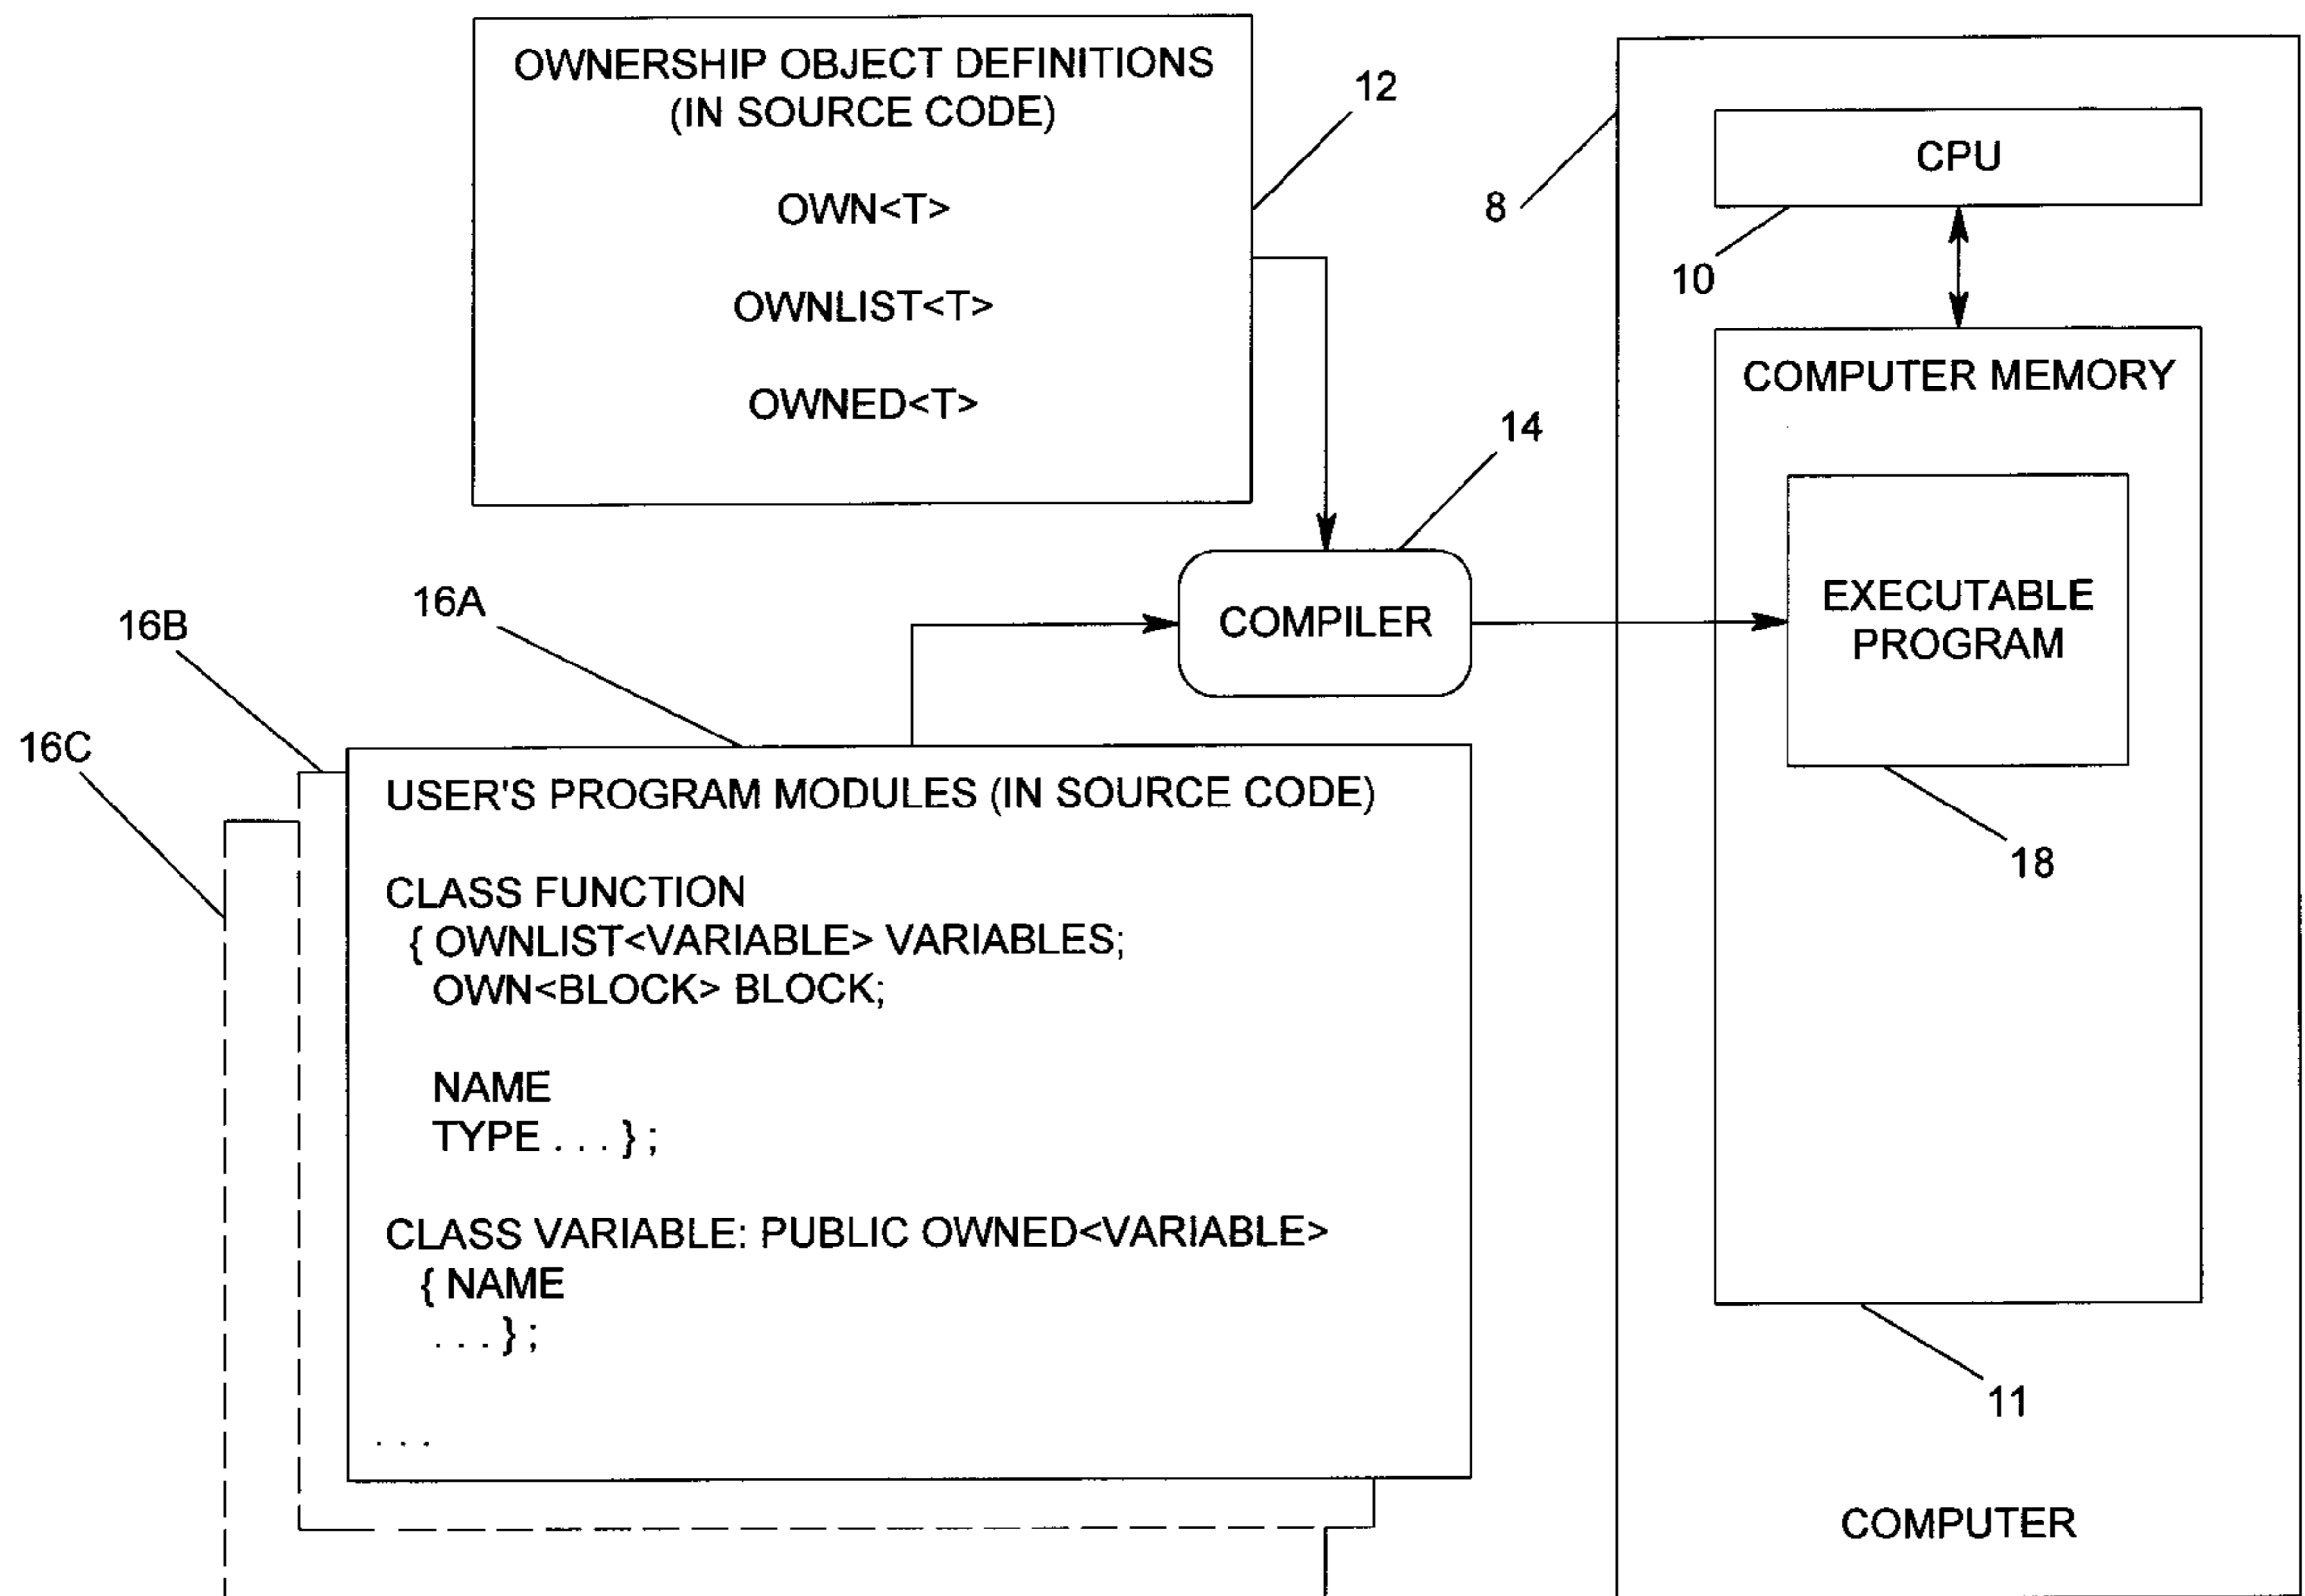 OWNERSHIP OBJECT DEFINITIONS
(IN SOURCE CODE)
OWN<T>
OWNLIST<T>
OWNED<T>
12
8
CPU
10
COMPUTER MEMORY
14
COMPILER
EXECUTABLE
PROGRAM
18
11
COMPUTER
16A
16B
16C
USER'S PROGRAM MODULES (IN SOURCE CODE)
CLASS FUNCTION
{ OWNLIST<VARIABLE> VARIABLES;
OWN<BLOCK> BLOCK;
NAME
TYPE . . . } ;
CLASS VARIABLE: PUBLIC OWNED<VARIABLE>
{ NAME
. . . } ;
. . .